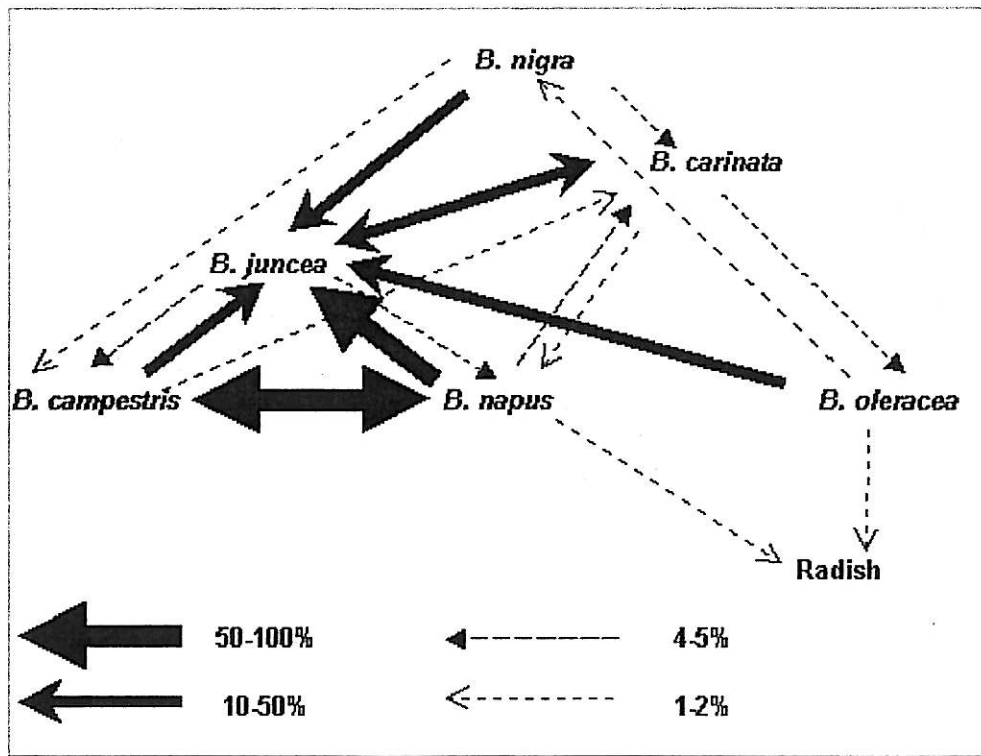 B. nigra
B. carinata
B. juncea
B. campestris
B. napus
B. oleracea
Radish
50-100%
4-5%
10-50%
1-2%